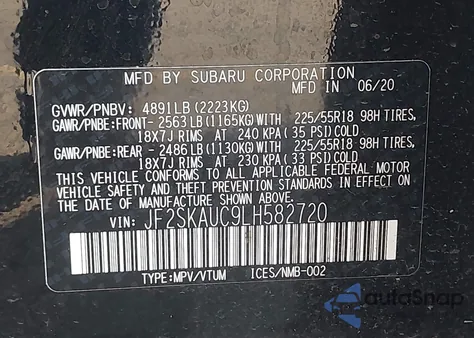 MFD BY SUBARU CORPORATION
MFD IN 06/20
GVWR/PNBV: 4891LB (2223KG)
GAWR/PNBE:FRONT- 2563LB (1165KG)WITH 225/55R18 98H TIRES,
18X7J RIMS AT 240 KPA ( 35 PSI)COLD
GAWR/PNBE:REAR - 2486LB (1130KG)WITH 225/55R18 98H TIRES,
18X7J RIMS AT 230 KPA ( 33 PSI)COLD
THIS VEHICLE CONFORMS TO ALL APPLICABLE FEDERAL MOTOR
VEHICLE SAFETY AND THEFT PREVENTION STANDARDS IN EFFECT ON
THE DATE OF MANUFACTURE SHOWN ABOVE.
VIN: JF2SKAUC9LH582720
TYPE:MPV/VTUM ICES/NMB-002
autoSnap